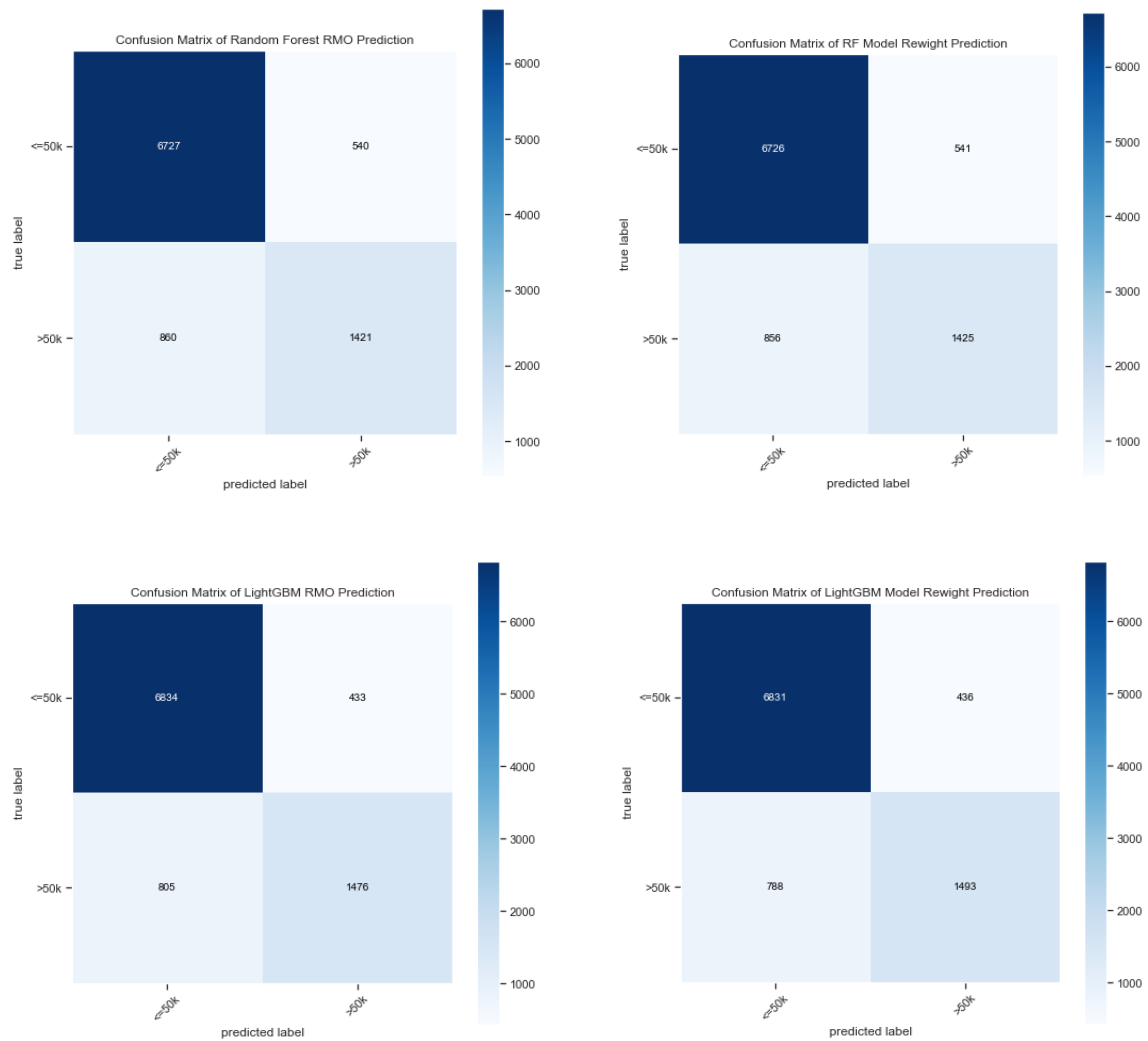 Confusion Matrix of Random Forest RMO Prediction
6000
5000
4000
3000
2000
1000
<=50k
>50k
true label
6727
540
860
1421
<=50k
>50k
predicted label
Confusion Matrix of RF Model Rewight Prediction
6000
5000
4000
3000
2000
1000
<=50k
>50k
true label
6726
541
856
1425
<=50k
>50k
predicted label
Confusion Matrix of LightGBM RMO Prediction
6000
5000
4000
3000
2000
1000
<=50k
>50k
true label
6834
433
805
1476
<=50k
>50k
predicted label
Confusion Matrix of LightGBM Model Rewight Prediction
6000
5000
4000
3000
2000
1000
<=50k
>50k
true label
6831
436
788
1493
<=50k
>50k
predicted label